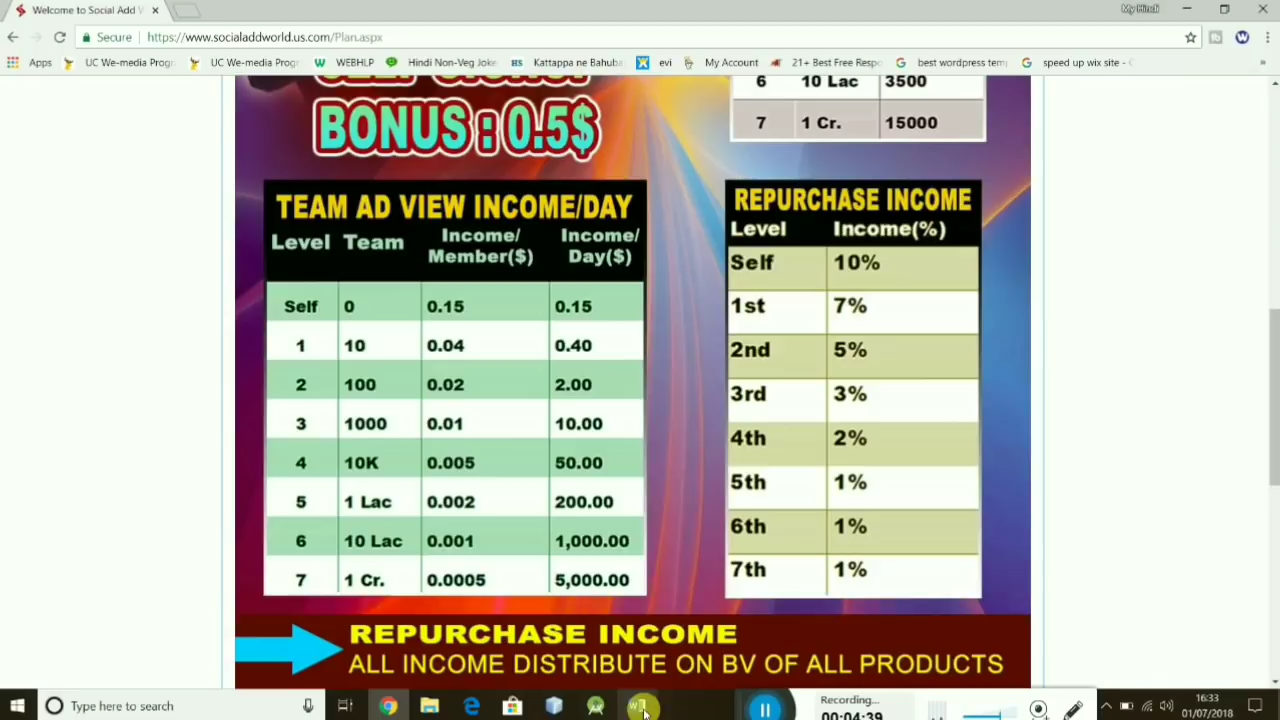 Welcome to Social Add W
My Hindi
Secure
https://www.socialaddworld.us.com/Plan.aspx
Apps
UC We-media Progr
UC We-media Progr
WEBHLP
Hindi Non-Veg Joke
HS
Kattappa ne Bahuba
evi
My Account
21+ Best Free Respo
best wordpress tem
speed up wix site -
BONUS : 0.5$
6 10 Lac 3500
7 1 Cr. 15000
TEAM AD VIEW INCOME/DAY
Level Team Income/ Member($) Income/ Day($)
Self 0 0.15 0.15
1 10 0.04 0.40
2 100 0.02 2.00
3 1000 0.01 10.00
4 10K 0.005 50.00
5 1 Lac 0.002 200.00
6 10 Lac 0.001 1,000.00
7 1 Cr. 0.0005 5,000.00
REPURCHASE INCOME
Level Income(%)
Self 10%
1st 7%
2nd 5%
3rd 3%
4th 2%
5th 1%
6th 1%
7th 1%
REPURCHASE INCOME
ALL INCOME DISTRIBUTE ON BV OF ALL PRODUCTS
Type here to search
Recording...
00:04:39
16:33
01/07/2018